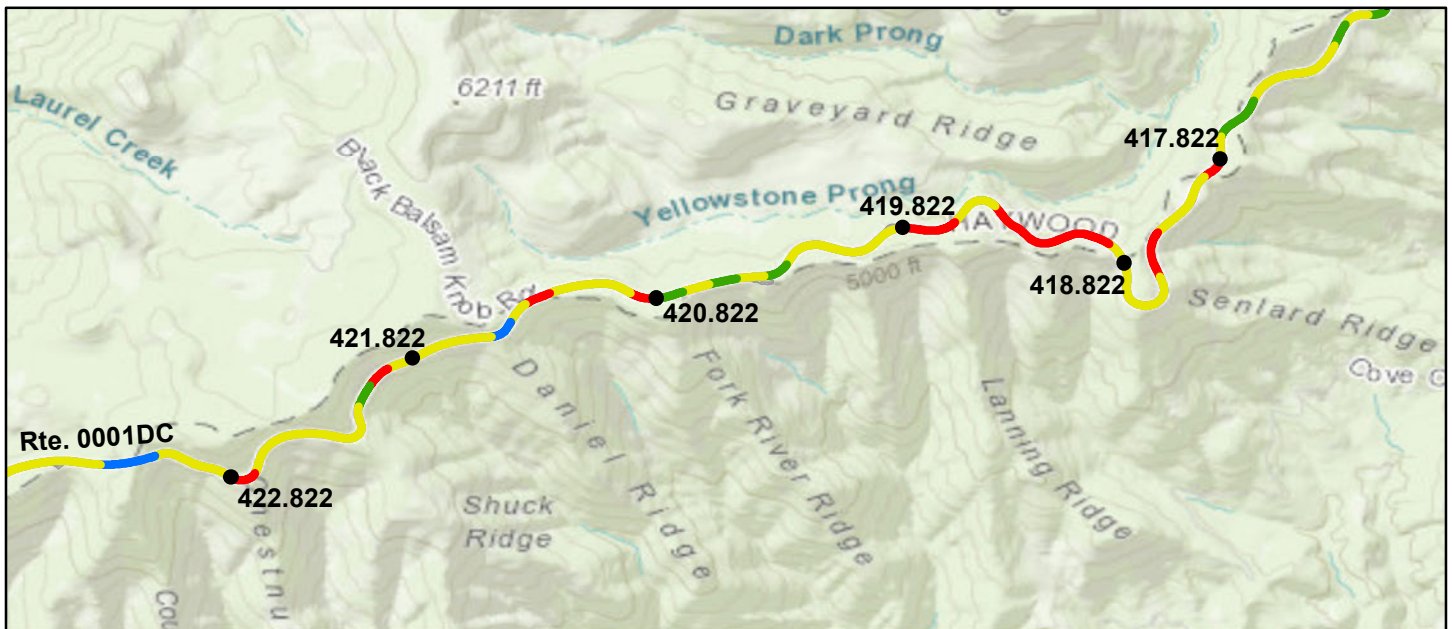 Dark Prong
6211 ft
Laurel Creek
Graveyard Ridge
417.822
Black Balsam Knob Rd
Yellowstone Prong
419.822
HAYWOOD
418.822
5000 ft
Senlard Ridge
420.822
421.822
Cove
Daniel Ridge
Fork River Ridge
Lanning Ridge
Rte. 0001DC
422.822
Shuck
Ridge